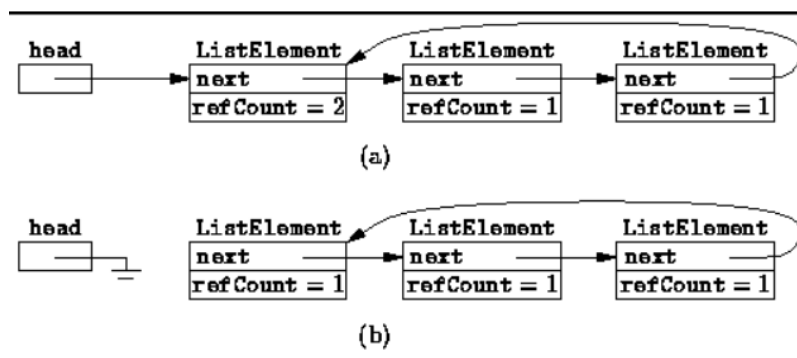 head ListElement ListElement ListElement
next next next
refCount = 2 refCount = 1 refCount = 1
(a)
head ListElement ListElement ListElement
next next next
refCount = 1 refCount = 1 refCount = 1
(b)